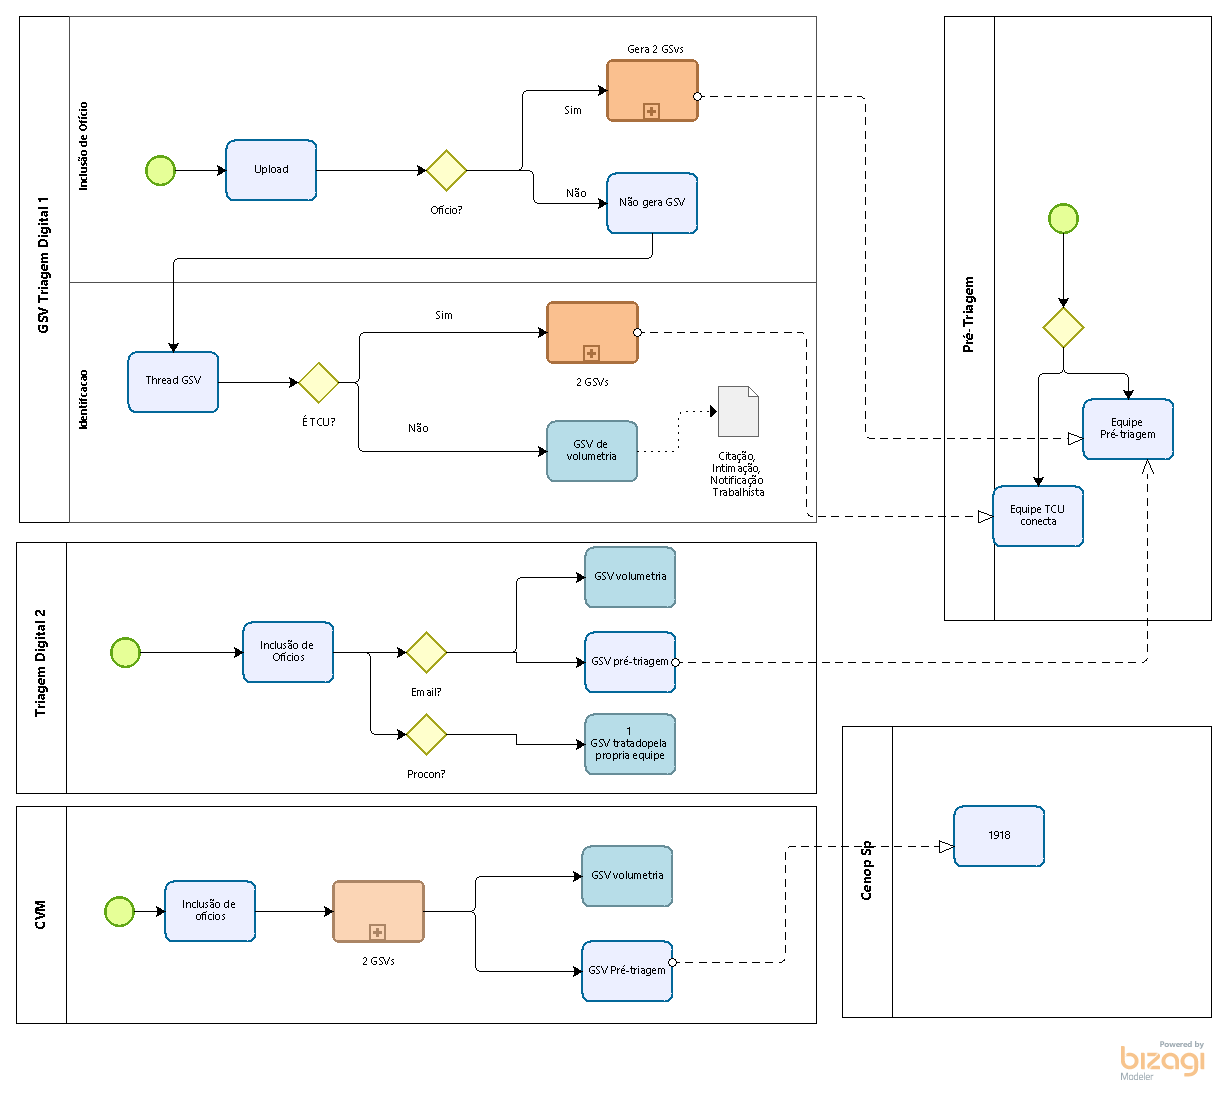 GSV Triagem Digital 1
Inclusão de Ofício
Upload
Ofício?
Sim
Gera 2 GSvs
Não
Não gera GSV
Identifcacao
Thread GSV
É TCU?
Sim
2 GSVs
Não
GSV de
volumetria
Citação,
Intimação,
Notificação
Trabalhista
Pré-Triagem
Equipe
Pré-triagem
Equipe TCU
conecta
Triagem Digital 2
Inclusão de
Ofícios
Email?
Procon?
GSV volumetria
GSV pré-triagem
1
GSV tratadopela
propria equipe
CVM
Inclusão de
ofícios
2 GSVs
GSV volumetria
GSV Pré-triagem
Cenop Sp
1918
Powered by
bizagi
Modeler